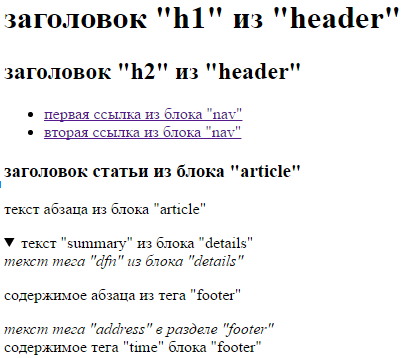 заголовок "h1" из "header"
заголовок "h2" из "header"
первая ссылка из блока "nav"
вторая ссылка из блока "nav"
заголовок статьи из блока "article"
текст абзаца из блока "article"
текст "summary" из блока "details"
текст тега "dfn" из блока "details"
содержимое абзаца из тега "footer"
текст тега "address" в разделе "footer"
содержимое тега "time" блока "footer"